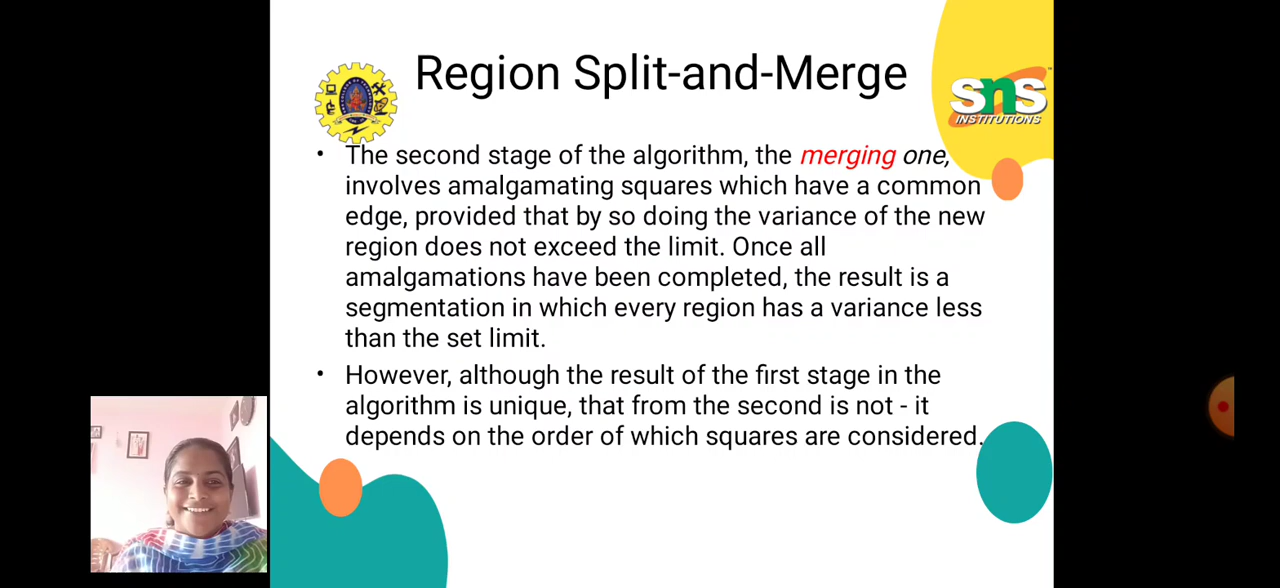 Region Split-and-Merge
sns
INSTITUTIONS
• The second stage of the algorithm, the merging one,
involves amalgamating squares which have a common
edge, provided that by so doing the variance of the new
region does not exceed the limit. Once all
amalgamations have been completed, the result is a
segmentation in which every region has a variance less
than the set limit.
• However, although the result of the first stage in the
algorithm is unique, that from the second is not - it
depends on the order of which squares are considered.